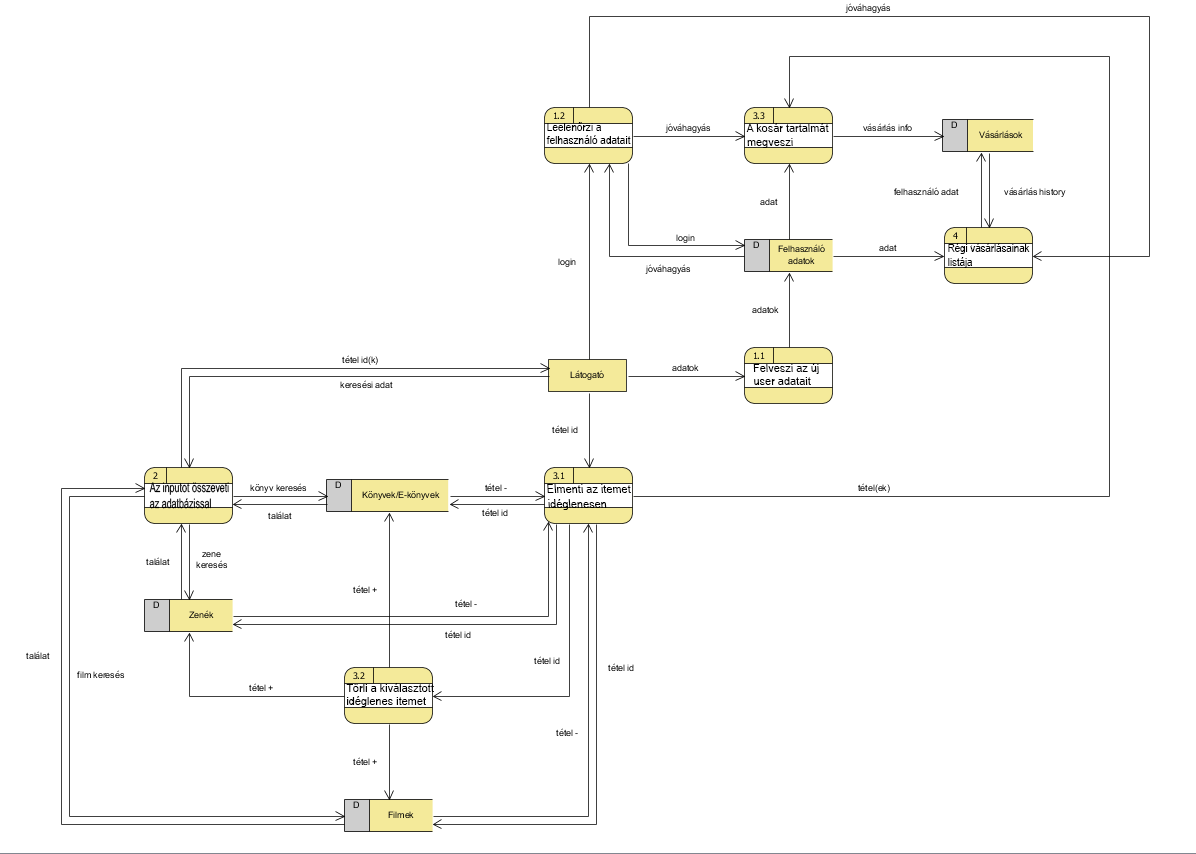 jóváhagyás
1.2
Leelenőrzi a
felhasználó adatait
jóváhagyás
3.3
A kosár tartalmát
megveszi
vásárlás info
D
Vásárlások
felhasználó adat
vásárlás history
adat
login
login
D
Felhasználó
adatok
adat
4
Régi vásárlásainak
listája
jóváhagyás
adatok
tétel id(k)
keresési adat
Látogató
adatok
1.1
Felveszi az új
user adatait
tétel id
2
Az inputot összeveti
az adatbázissal
könyv keresés
találat
D
Könyvek/E-könyvek
tétel -
tétel id
3.1
Elmenti az itemet
idéglenesen
tétel(ek)
találat
zene
keresés
tétel +
D
Zenék
tétel -
tétel id
találat
film keresés
tétel id
tétel id
3.2
Törli a kiválasztott
idéglenes itemet
tétel +
tétel -
tétel +
D
Filmek